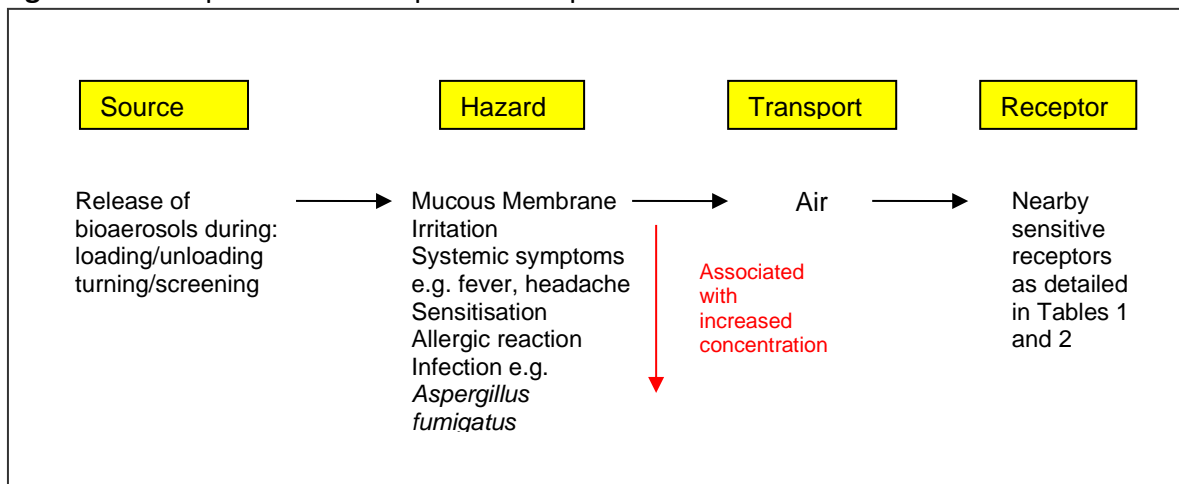 Source
Hazard
Transport
Receptor
Release of
bioaerosols during:
loading/unloading
turning/screening
Mucous Membrane
Irritation
Systemic symptoms
e.g. fever, headache
Sensitisation
Allergic reaction
Infection e.g.
Aspergillus
fumigatus
Air
Associated
with
increased
concentration
Nearby
sensitive
receptors
as detailed
in Tables 1
and 2